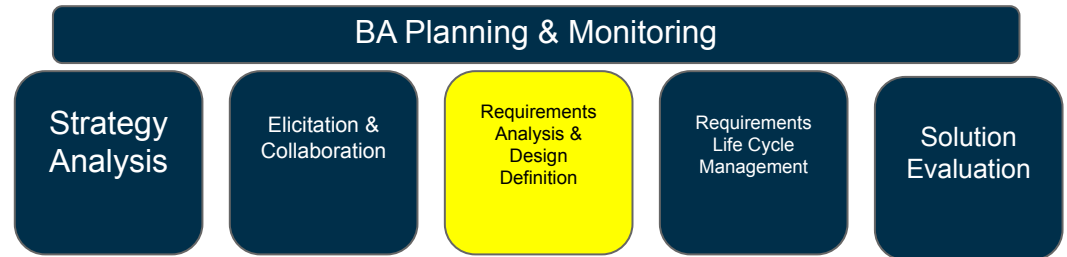 BA Planning & Monitoring
Strategy
Analysis
Elicitation &
Collaboration
Requirements
Analysis &
Design
Definition
Requirements
Life Cycle
Management
Solution
Evaluation